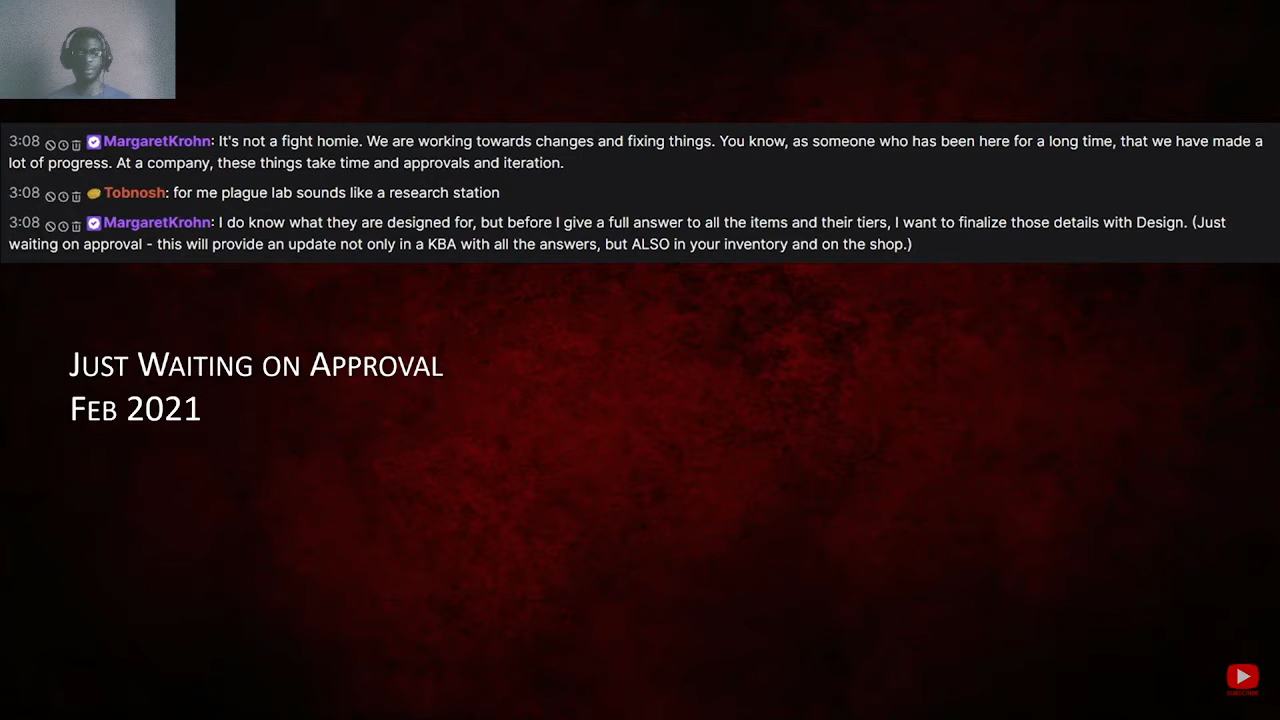 3:08 MargaretKrohn: It's not a fight homie. We are working towards changes and fixing things. You know, as someone who has been here for a long time, that we have made a
lot of progress. At a company, these things take time and approvals and iteration.
3:08 Tobnosh: for me plague lab sounds like a research station
3:08 MargaretKrohn: I do know what they are designed for, but before I give a full answer to all the items and their tiers, I want to finalize those details with Design. (Just
waiting on approval - this will provide an update not only in a KBA with all the answers, but ALSO in your inventory and on the shop.)
Just Waiting on Approval
Feb 2021